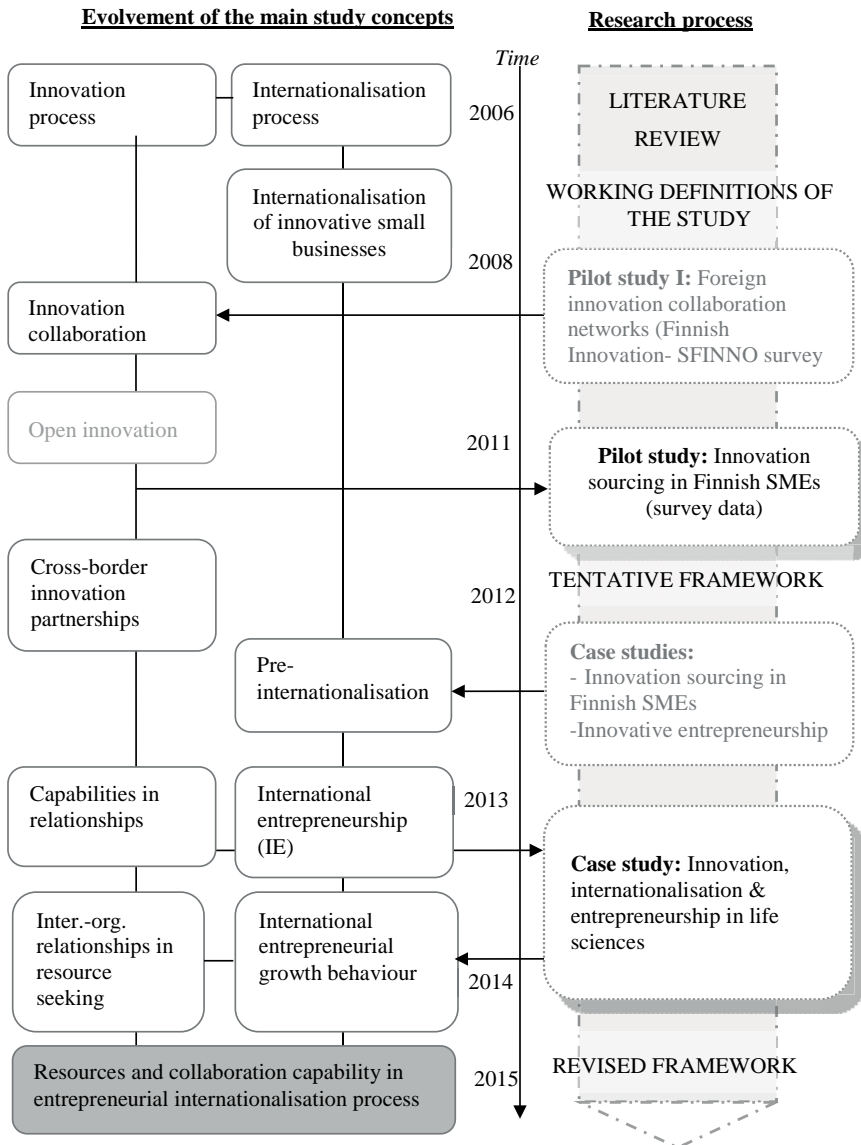 Evolvement of the main study concepts
Research process
Time
Innovation
process
Internationalisation
process
2006
LITERATURE
REVIEW
Internationalisation
of innovative small
businesses
WORKING DEFINITIONS OF
THE STUDY
2008
Innovation
collaboration
Pilot study I: Foreign
innovation collaboration
networks (Finnish
Innovation- SFINNO survey
Open innovation
2011
Pilot study: Innovation
sourcing in Finnish SMEs
(survey data)
Cross-border
innovation
partnerships
TENTATIVE FRAMEWORK
2012
Pre-
internationalisation
Case studies:
- Innovation sourcing in
Finnish SMEs
-Innovative entrepreneurship
Capabilities in
relationships
International
entrepreneurship
(IE)
2013
Case study: Innovation,
internationalisation &
entrepreneurship in life
sciences
Inter.-org.
relationships in
resource
seeking
International
entrepreneurial
growth behaviour
2014
Resources and collaboration capability in
entrepreneurial internationalisation process
2015
REVISED FRAMEWORK